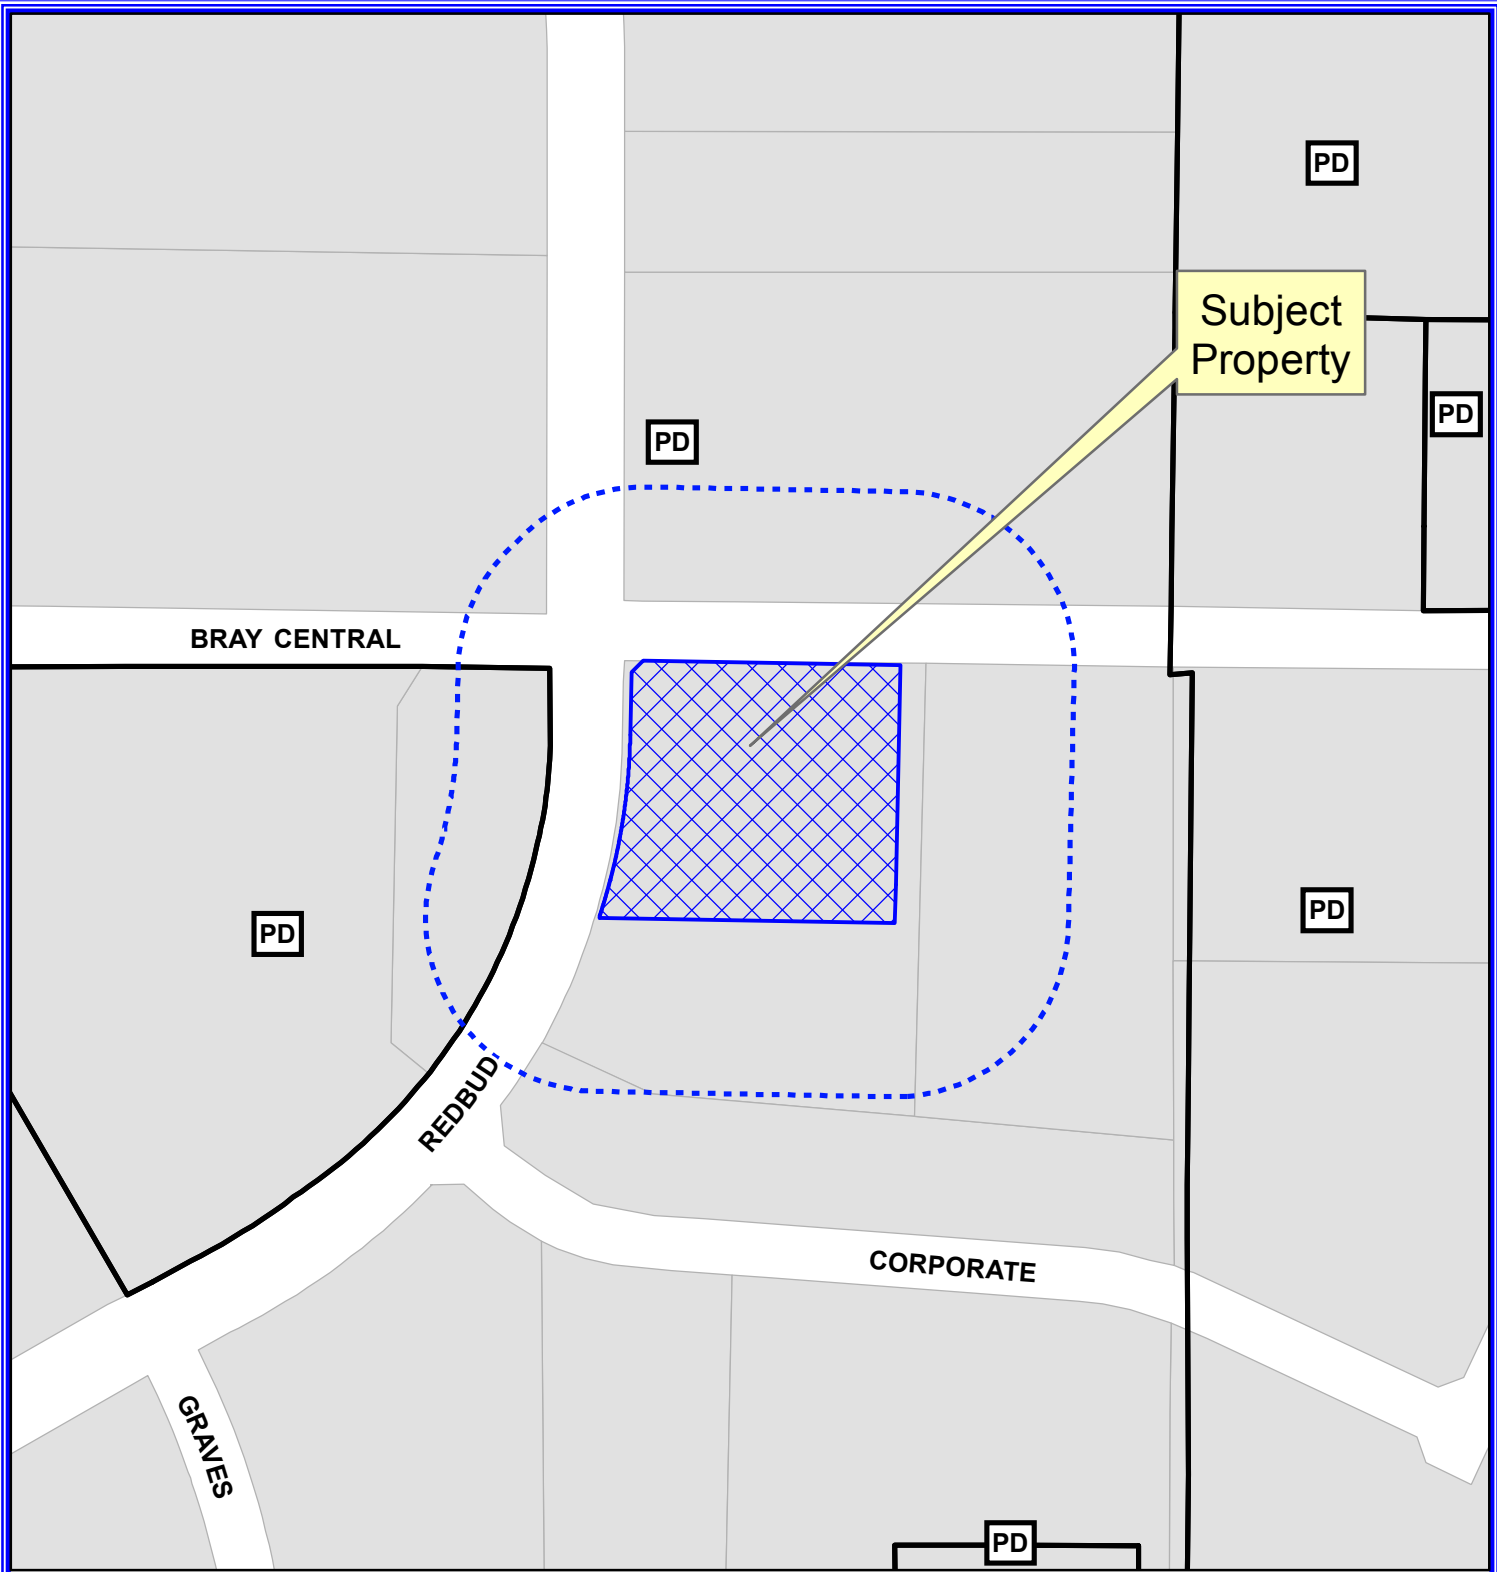 PD
Subject
Property
PD
PD
BRAY CENTRAL
PD
PD
REDBUD
CORPORATE
GRAVES
PD